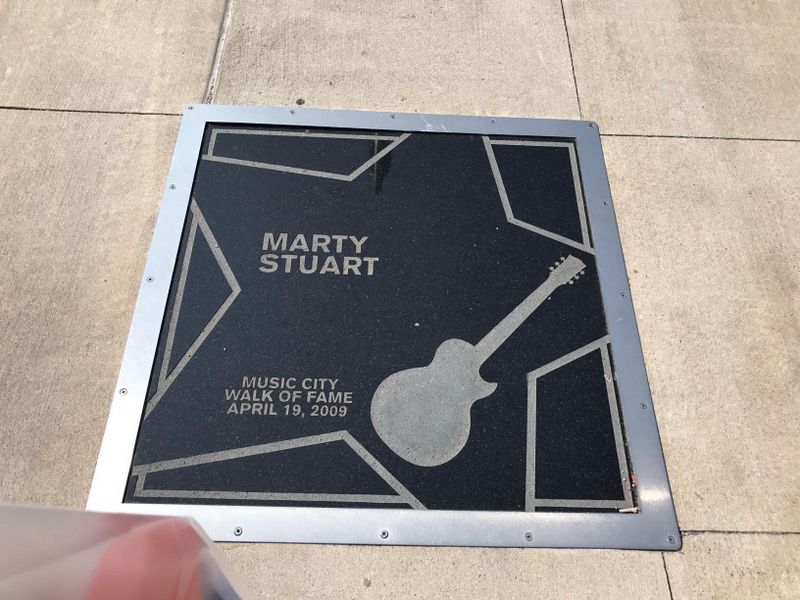 MARTY
STUART
MUSIC CITY
WALK OF FAME
APRIL 19, 2009